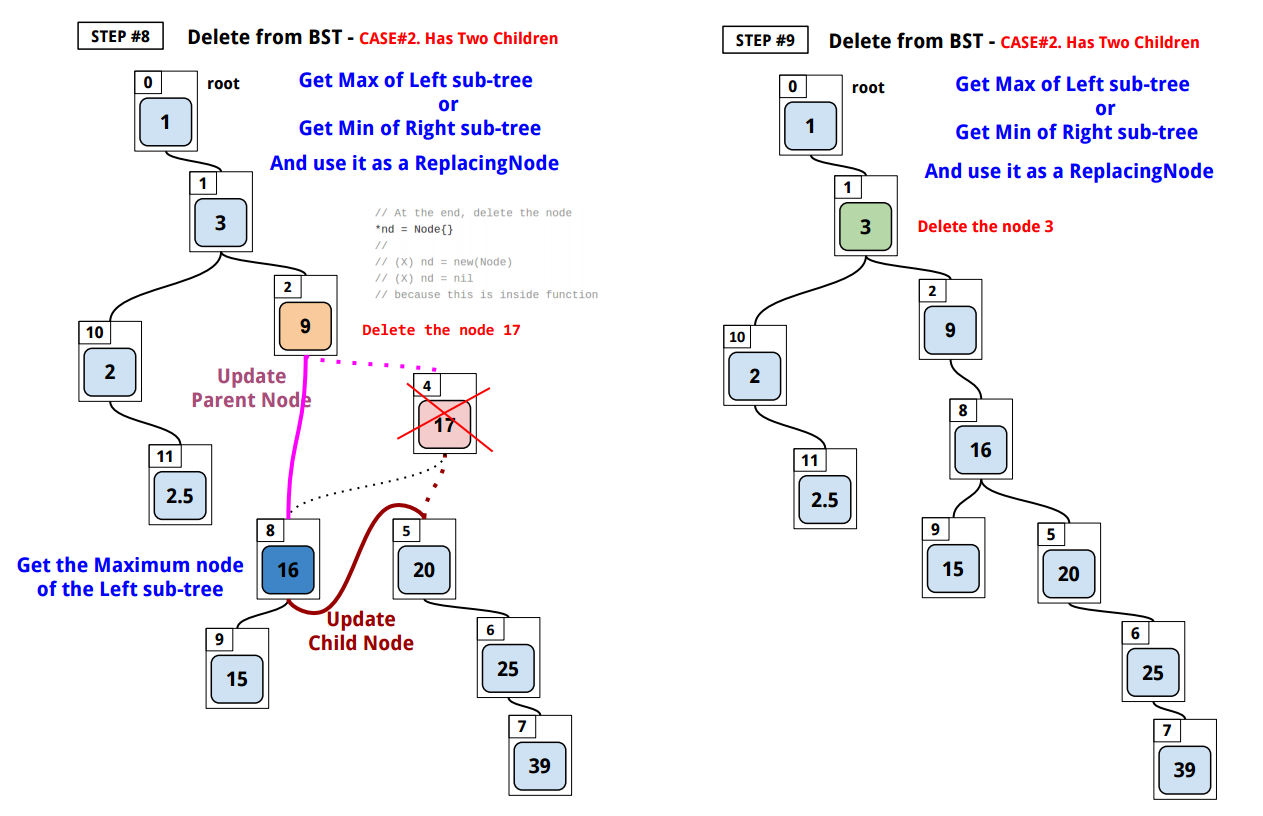 STEP #8
Delete from BST - CASE#2. Has Two Children
0
root
1
Get Max of Left sub-tree
or
Get Min of Right sub-tree
And use it as a ReplacingNode
1
3
// At the end, delete the node
*nd = Node{}
//
// (X) nd = new(Node)
// (X) nd = nil
// because this is inside function
2
9
Delete the node 17
10
2
Update
Parent Node
4
17
11
2.5
8
16
5
20
Get the Maximum node
of the Left sub-tree
Update
Child Node
9
15
6
25
7
39
STEP #9
Delete from BST - CASE#2. Has Two Children
0
root
1
Get Max of Left sub-tree
or
Get Min of Right sub-tree
And use it as a ReplacingNode
1
3
Delete the node 3
2
9
10
2
8
16
11
2.5
9
15
5
20
6
25
7
39